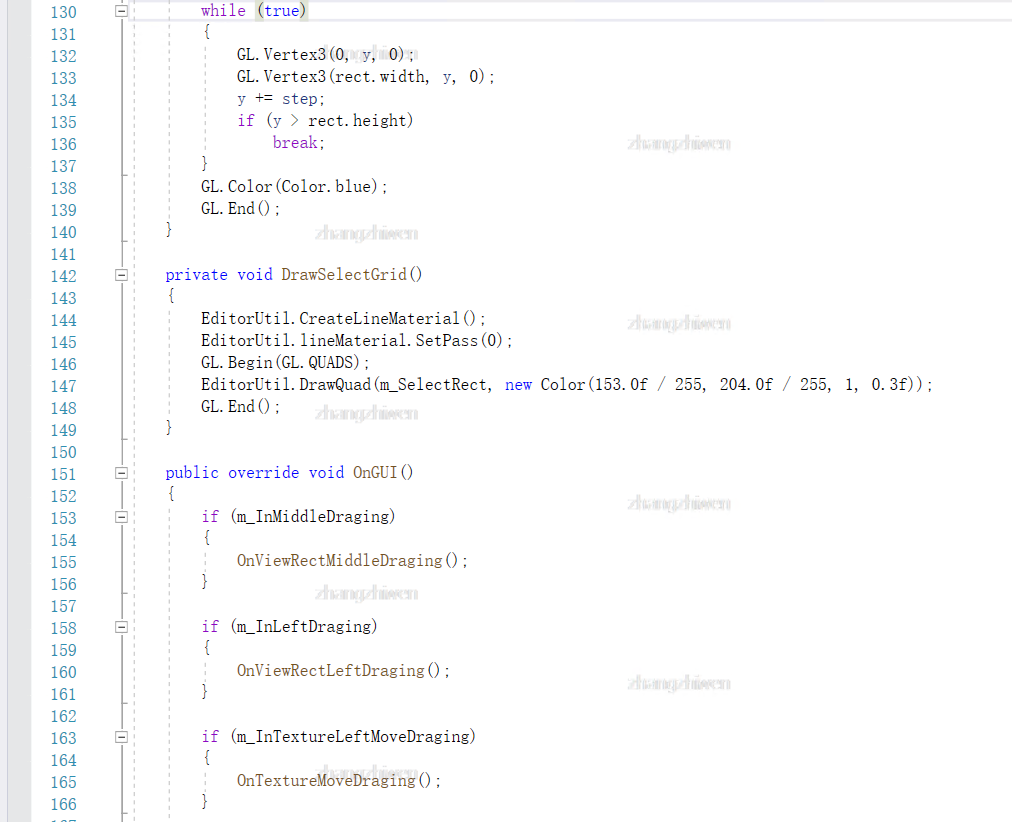 130 while (true)
131 {
132 GL.Vertex3(0, y, 0);
133 GL.Vertex3(rect.width, y, 0);
134 y += step;
135 if (y > rect.height)
136 break;
137 }
138 GL.Color(Color.blue);
139 GL.End();
140 }
141
142 private void DrawSelectGrid()
143 {
144 EditorUtil.CreateLineMaterial();
145 EditorUtil.lineMaterial.SetPass(0);
146 GL.Begin(GL.QUADS);
147 EditorUtil.DrawQuad(m_SelectRect, new Color(153.0f / 255, 204.0f / 255, 1, 0.3f));
148 GL.End();
149 }
150
151 public override void OnGUI()
152 {
153 if (m_InMiddleDraging)
154 {
155 OnViewRectMiddleDraging();
156 }
157
158 if (m_InLeftDraging)
159 {
160 OnViewRectLeftDraging();
161 }
162
163 if (m_InTextureLeftMoveDraging)
164 {
165 OnTextureMoveDraging();
166 }